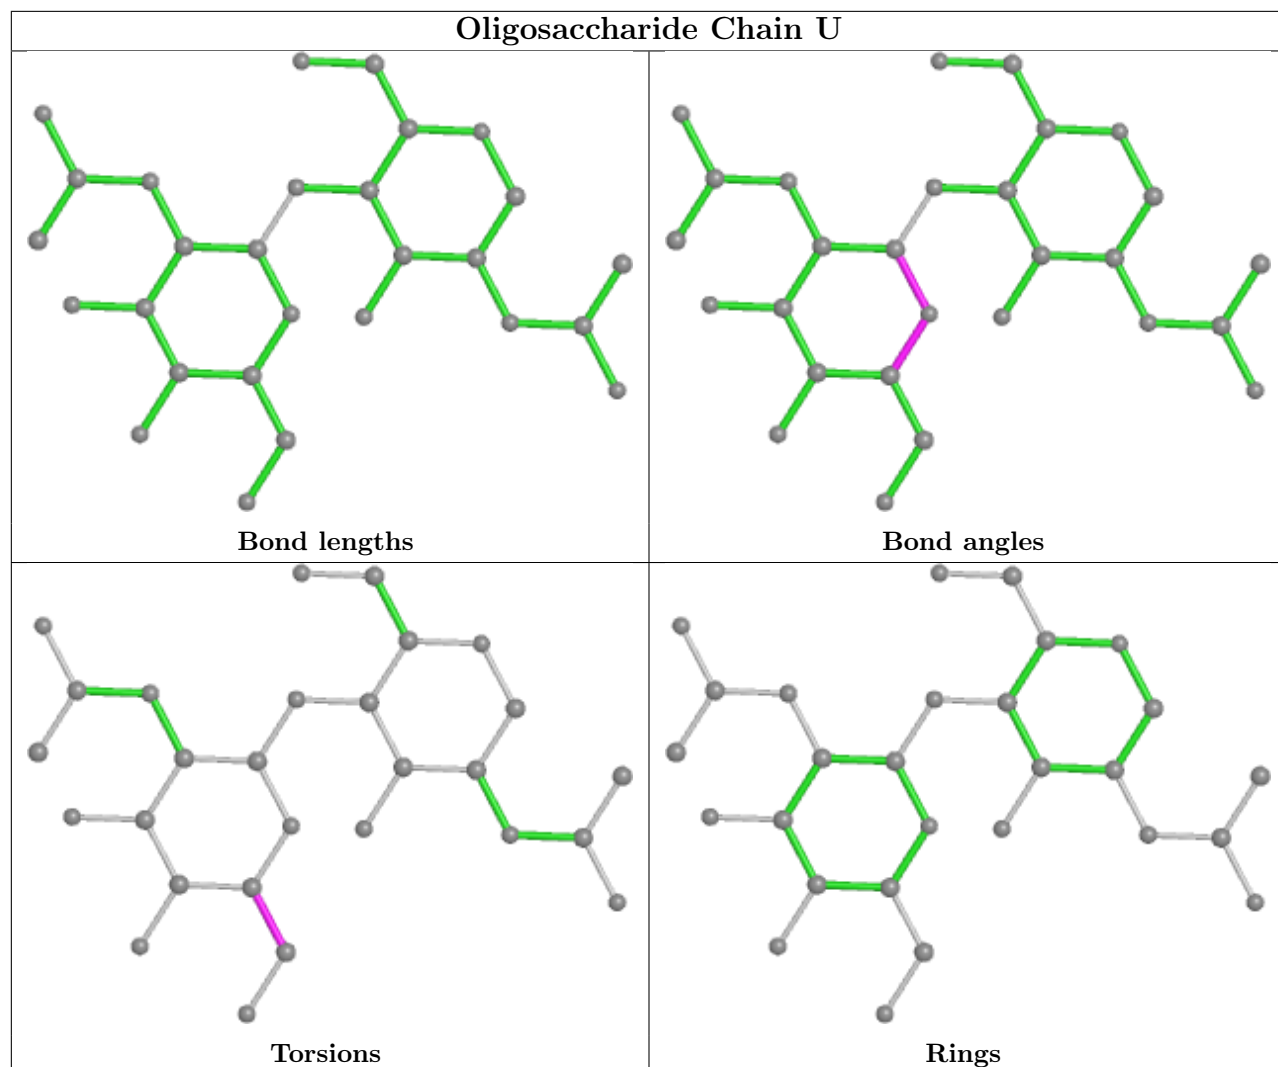 Oligosaccharide Chain U
Bond lengths
Bond angles
Torsions
Rings